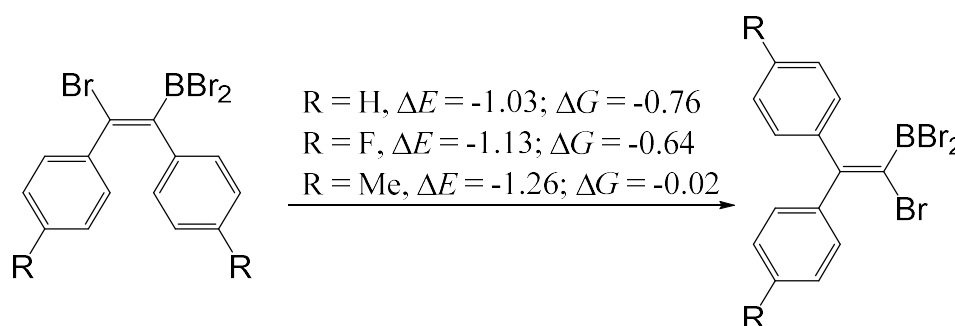 Br BBr2
R R
R = H, ΔE = -1.03; ΔG = -0.76
R = F, ΔE = -1.13; ΔG = -0.64
R = Me, ΔE = -1.26; ΔG = -0.02
R
BBr2
Br
R